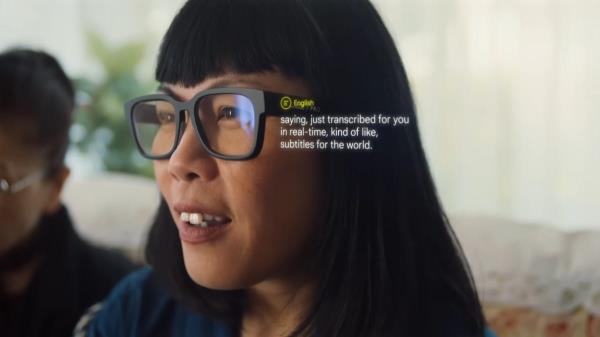 English
saying, just transcribed for you
in real-time, kind of like,
subtitles for the world.